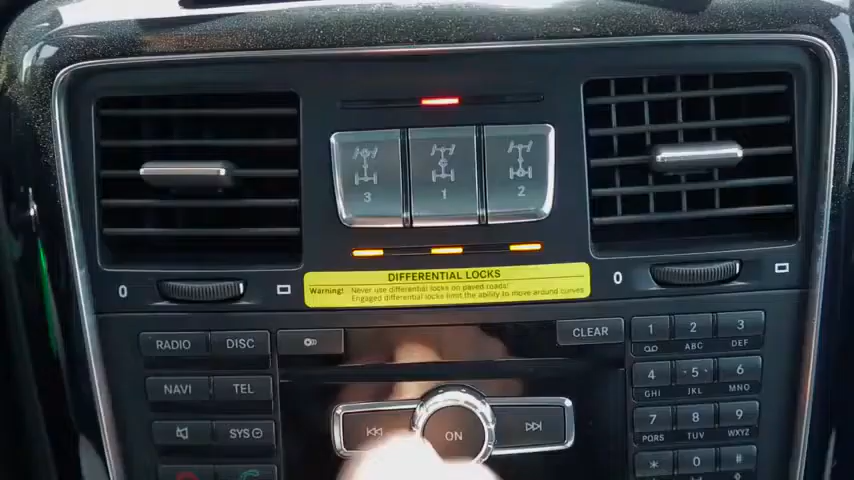 3 1 2
DIFFERENTIAL LOCKS
Warning! Never use differential locks on paved roads!
Engaged differential locks limit the ability to move around curves
0 0
RADIO DISC CLEAR 1 2 ABC 3 DEF
NAVI TEL 4 GHI 5 JKL 6 MNO
SYS ON 7 PQRS 8 TUV 9 WXYZ
* 0 #